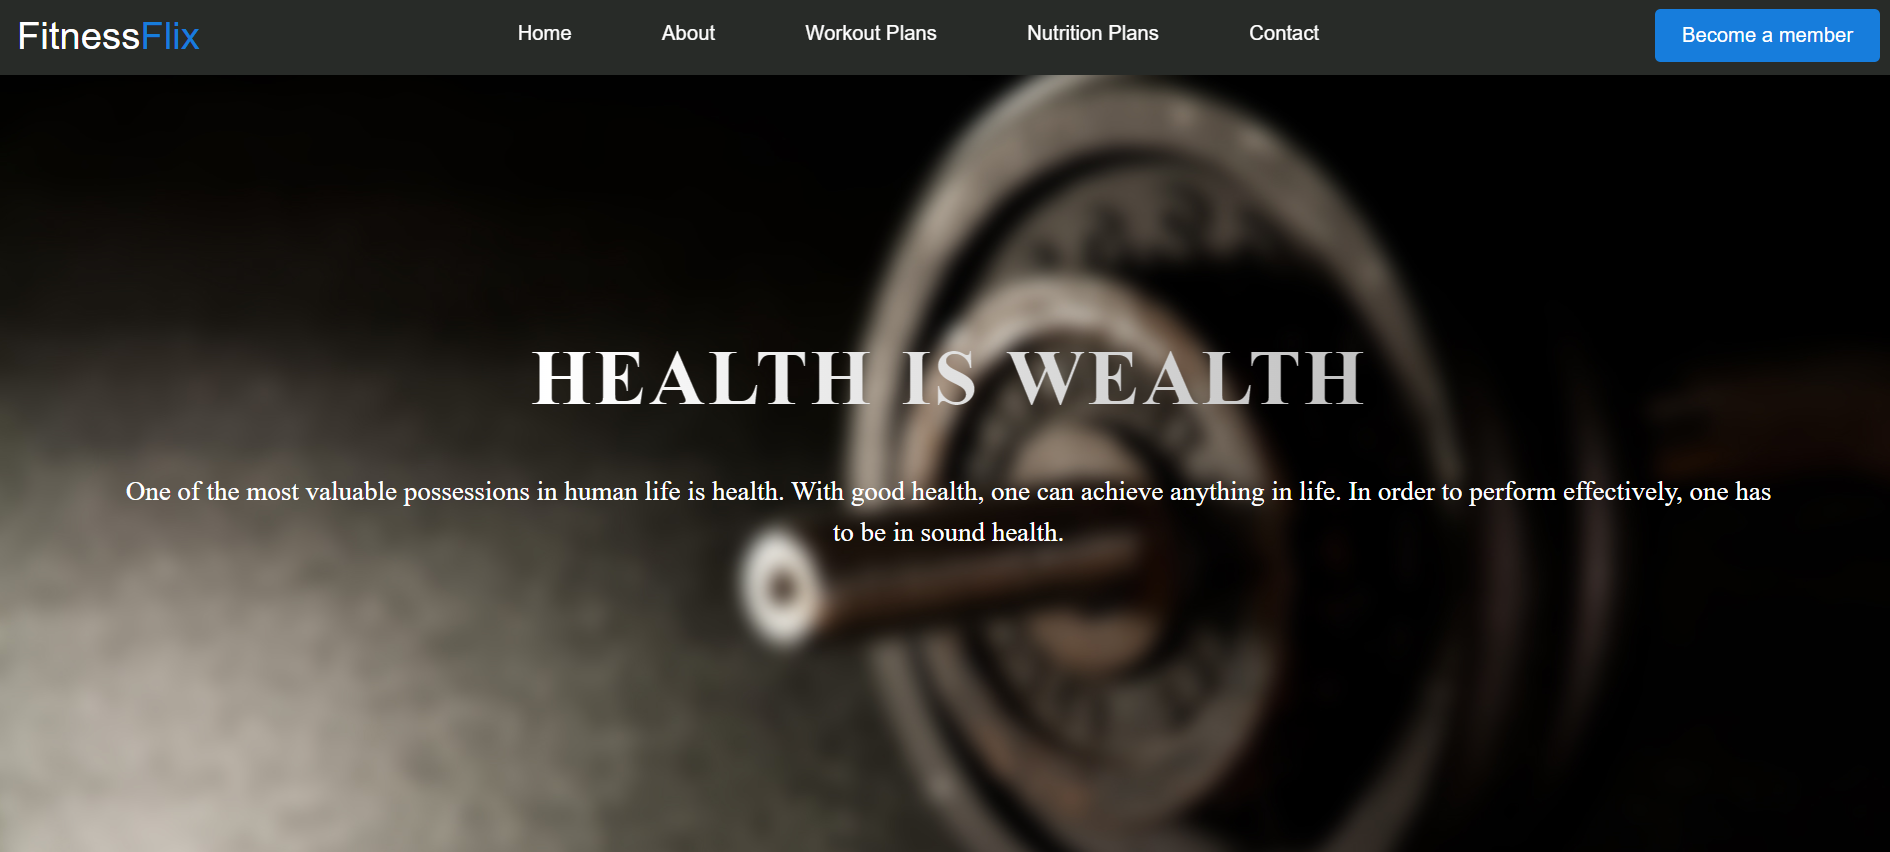 FitnessFlix
Home
About
Workout Plans
Nutrition Plans
Contact
Become a member
HEALTH IS WEALTH
One of the most valuable possessions in human life is health. With good health, one can achieve anything in life. In order to perform effectively, one has
to be in sound health.